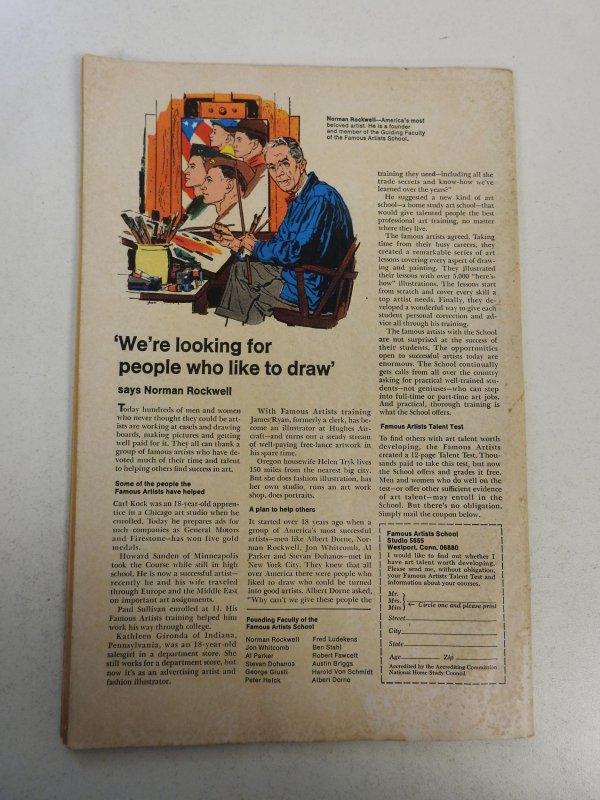 Norman Rockwell—America's most
beloved artist. He is a founder
and member of the Guiding Faculty
of the Famous Artists School.
'We're looking for
people who like to draw'
says Norman Rockwell
Today hundreds of men and women
who never thought they could be art-
ists are working at easels and drawing
boards, making pictures and getting
well paid for it. They all can thank a
group of famous artists who have de-
voted much of their time and talent
to helping others find success in art.
Some of the people the
Famous Artists have helped
Carl Kock was an 18-year-old appren-
tice in a Chicago art studio when he
enrolled. Today he prepares ads for
such companies as General Motors
and Firestone—has won five gold
medals.
Howard Sanden of Minneapolis
took the Course while still in high
school. He is now a successful artist—
recently he and his wife traveled
through Europe and the Middle East
on important art assignments.
Paul Sullivan enrolled at 14. His
Famous Artists training helped him
work his way through college.
Kathleen Gironda of Indiana,
Pennsylvania, was an 18-year-old
salesgirl in a department store. She
still works for a department store, but
now it's as an advertising artist and
fashion illustrator.
With Famous Artists training
James Ryan, formerly a clerk, has be-
come an illustrator at Hughes Air-
craft—and turns out a steady stream
of well-paying free-lance artwork in
his spare time.
Oregon housewife Helen Tryk lives
150 miles from the nearest big city.
But she does fashion illustration, has
her own studio, runs an art work
shop, does portraits.
A plan to help others
It started over 18 years ago when a
group of America's most successful
artists—men like Albert Dorne, Nor-
man Rockwell, Jon Whitcomb, Al
Parker and Stevan Dohanos—met in
New York City. They knew that all
over America there were people who
liked to draw who could be turned
into good artists. Albert Dorne asked,
"Why can't we give these people the
Founding Faculty of the
Famous Artists School
Norman Rockwell
Jon Whitcomb
Al Parker
Stevan Dohanos
George Giusti
Peter Helck
Fred Ludekens
Ben Stahl
Robert Fawcett
Austin Briggs
Harold Von Schmidt
Albert Dorne
training they need—including all the
trade secrets and know-how we've
learned over the years?"
He suggested a new kind of art
school—a home study art school—that
would give talented people the best
professional art training, no matter
where they live.
The famous artists agreed. Taking
time from their busy careers, they
created a remarkable series of art
lessons covering every aspect of draw-
ing and painting. They illustrated
their lessons with over 5,000 "here's-
how" illustrations. The lessons start
from scratch and cover every skill a
top artist needs. Finally, they de-
veloped a wonderful way to give each
student personal correction and ad-
vice all through his training.
The famous artists with the School
are not surprised at the success of
their students. The opportunities
open to successful artists today are
enormous. The School continually
gets calls from all over the country
asking for practical well-trained stu-
dents—not geniuses—who can step
into full-time or part-time art jobs.
And practical, thorough training is
what the School offers.
Famous Artists Talent Test
To find others with art talent worth
developing, the Famous Artists
created a 12-page Talent Test. Thou-
sands paid to take this test, but now
the School offers and grades it free.
Men and women who do well on the
test—or offer other sufficient evidence
of art talent—may enroll in the
School. But there's no obligation.
Simply mail the coupon below.
Famous Artists School
Studio 5655
Westport, Conn. 06880
I would like to find out whether I
have art talent worth developing.
Please send me, without obligation,
your Famous Artists Talent Test and
information about your courses.
Mr.
Mrs.
Miss
← Circle one and please print
Street
City
State
Age Zip
Accredited by the Accrediting Commission
National Home Study Council